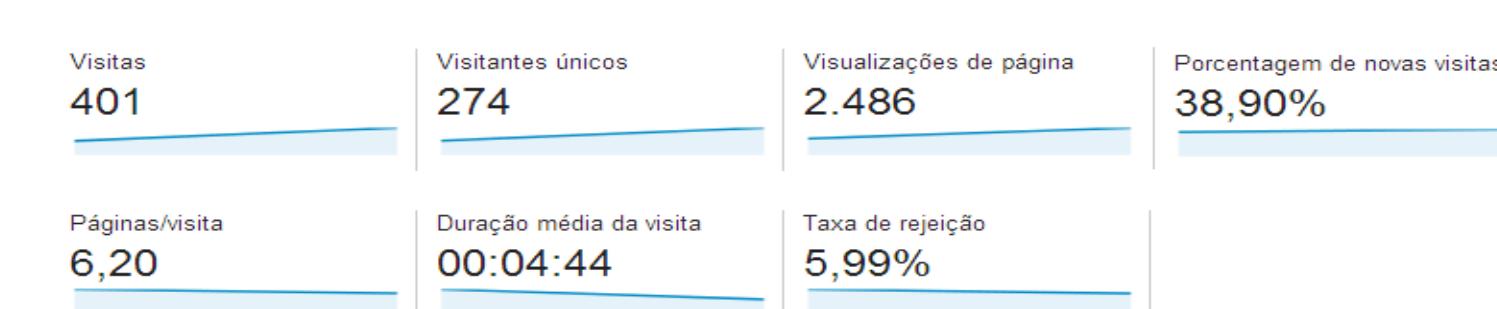 Visitas
401
Visitantes únicos
274
Visualizações de página
2.486
Porcentagem de novas visitas
38,90%
Páginas/visita
6,20
Duração média da visita
00:04:44
Taxa de rejeição
5,99%